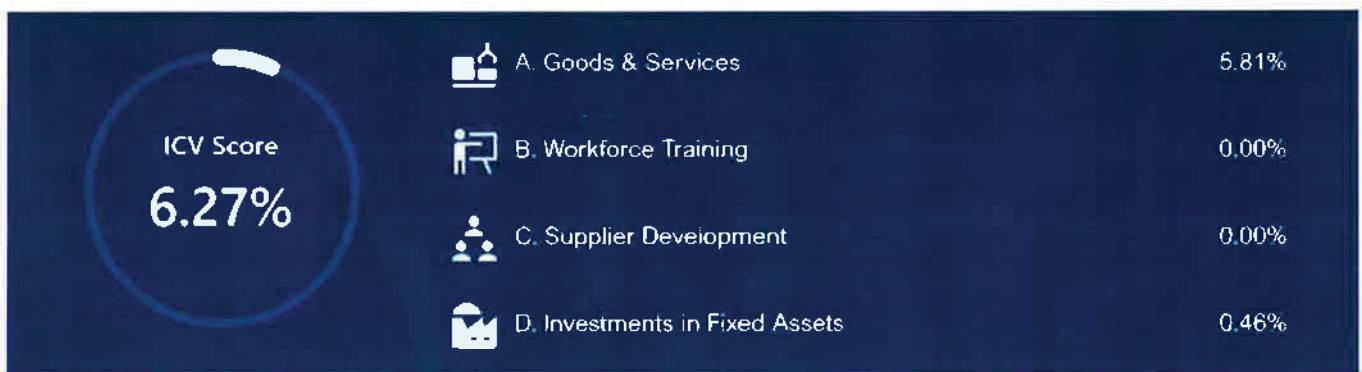 ICV Score
6.27%
A. Goods & Services 5.81%
B. Workforce Training 0.00%
C. Supplier Development 0.00%
D. Investments in Fixed Assets 0.46%